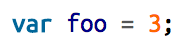 var foo = 3;